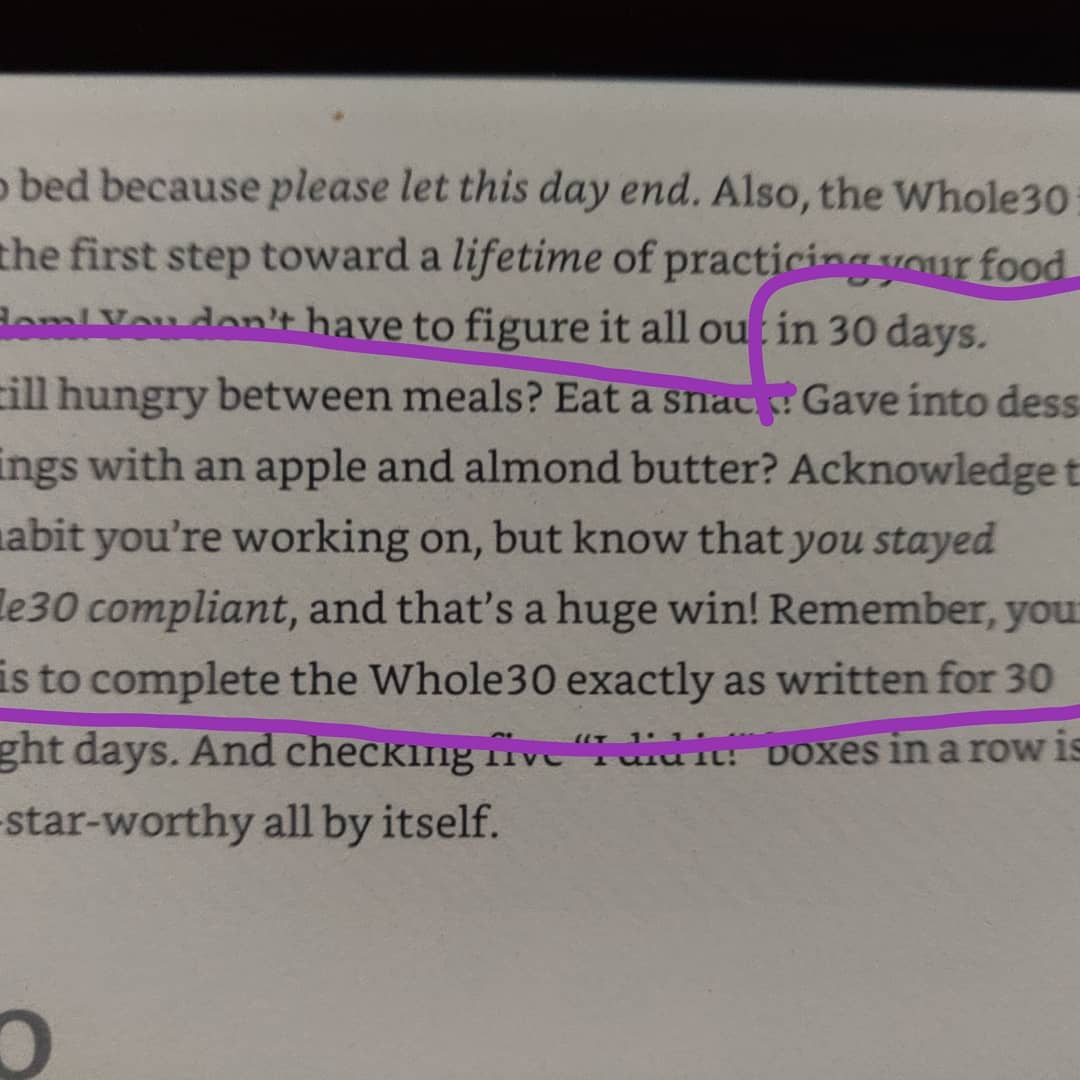 bed because please let this day end. Also, the Whole30
the first step toward a lifetime of practicing your food
You don't have to figure it all out in 30 days.
till hungry between meals? Eat a snack! Gave into dess
ings with an apple and almond butter? Acknowledge t
habit you're working on, but know that you stayed
le30 compliant, and that's a huge win! Remember, your
is to complete the Whole30 exactly as written for 30
ght days. And checking five "I did it!" boxes in a row is
-star-worthy all by itself.